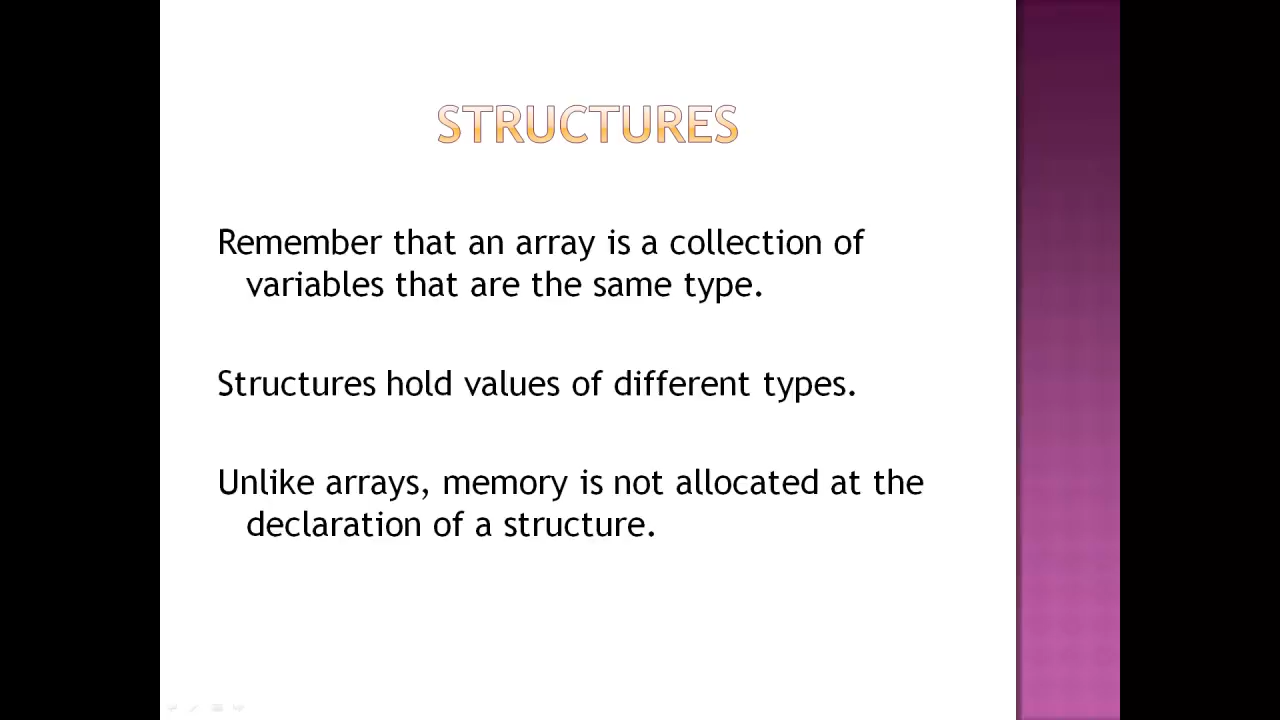 STRUCTURES
Remember that an array is a collection of
variables that are the same type.
Structures hold values of different types.
Unlike arrays, memory is not allocated at the
declaration of a structure.